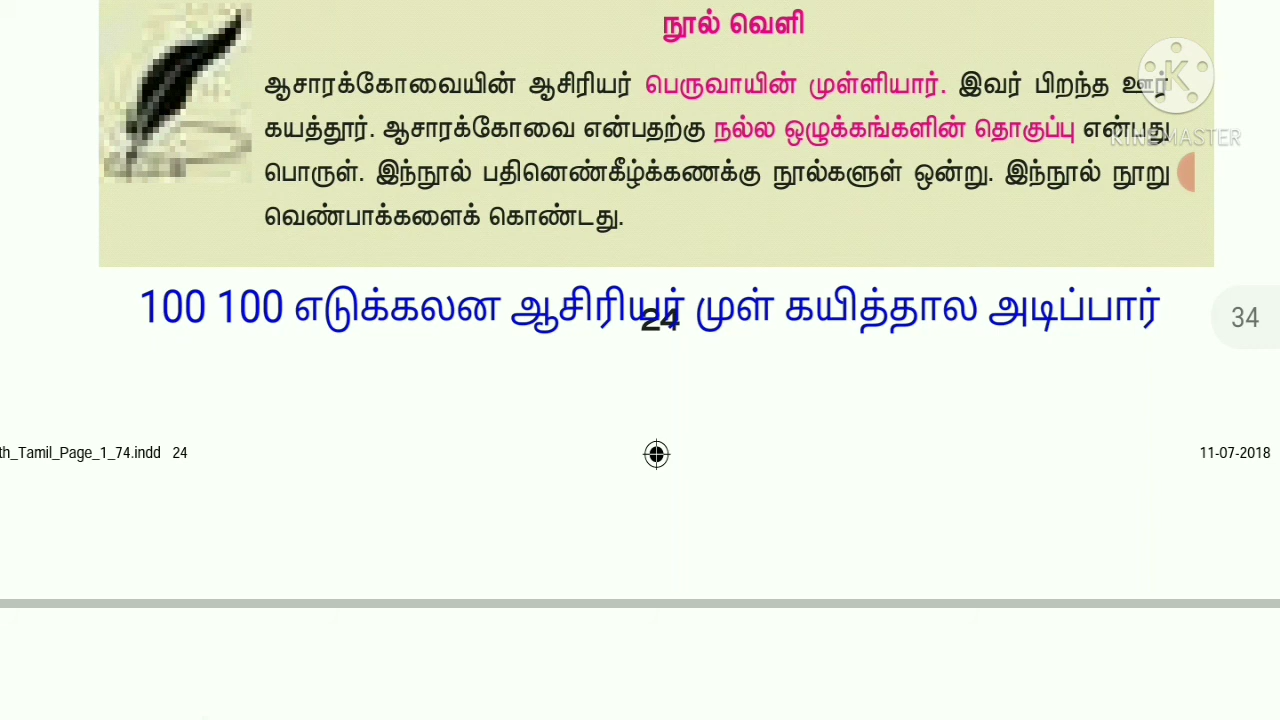 நூல் வெளி
ஆசாரக்கோவையின் ஆசிரியர் பெருவாயின் முள்ளியார். இவர் பிறந்த ஊர்
கயத்தூர். ஆசாரக்கோவை என்பதற்கு நல்ல ஒழுக்கங்களின் தொகுப்பு என்பது
பொருள். இந்நூல் பதினெண்கீழ்க்கணக்கு நூல்களுள் ஒன்று. இந்நூல் நூறு
வெண்பாக்களைக் கொண்டது.
KINEMASTER
100 100 எடுக்கலன ஆசிரியர் முள் கயித்தால அடிப்பார்
24
34
th_Tamil_Page_1_74.indd 24
11-07-2018